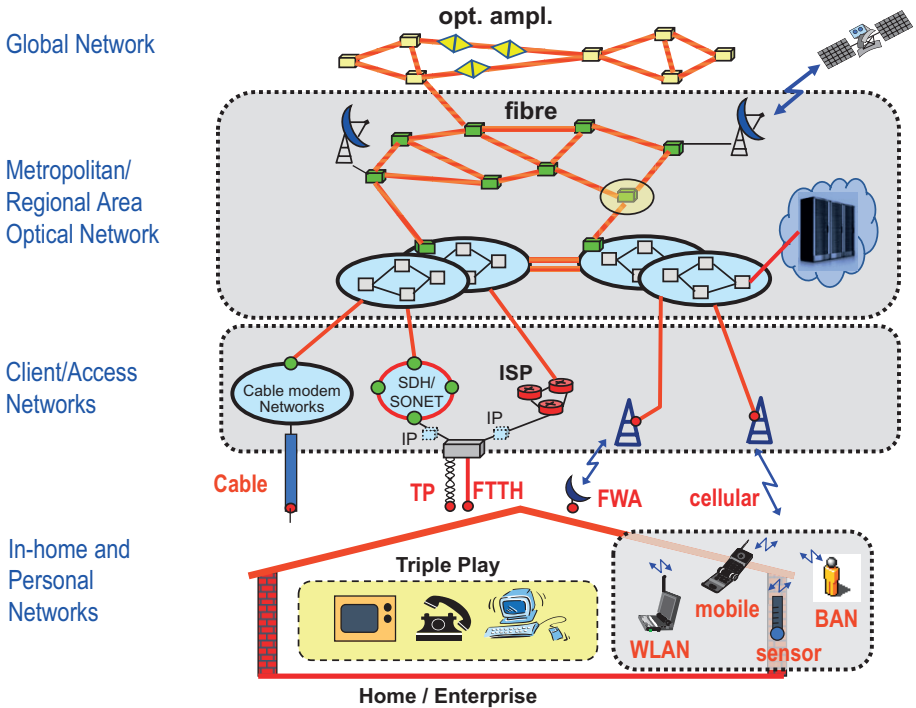 opt. ampl.
Global Network
fibre
Metropolitan/
Regional Area
Optical Network
Client/Access
Networks
Cable modem
Networks
SDH/
SONET
ISP
IP
IP
Cable
TP
FTTH
FWA
cellular
In-home and
Personal
Networks
Triple Play
WLAN
mobile
sensor
BAN
Home / Enterprise